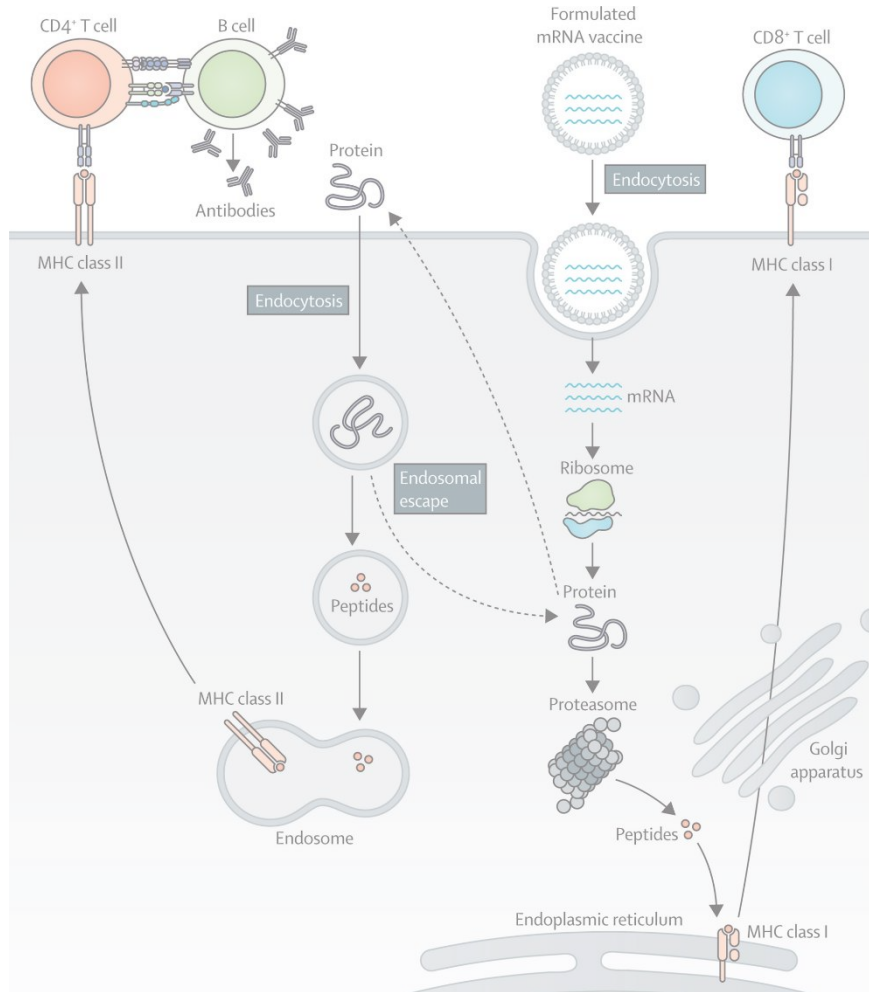 CD4⁺ T cell
B cell
Formulated
mRNA vaccine
CD8⁺ T cell
Protein
Endocytosis
Antibodies
MHC class II
MHC class I
Endocytosis
mRNA
Ribosome
Endosomal
escape
Peptides
Protein
MHC class II
Proteasome
Golgi
apparatus
Endosome
Peptides
Endoplasmic reticulum
MHC class I